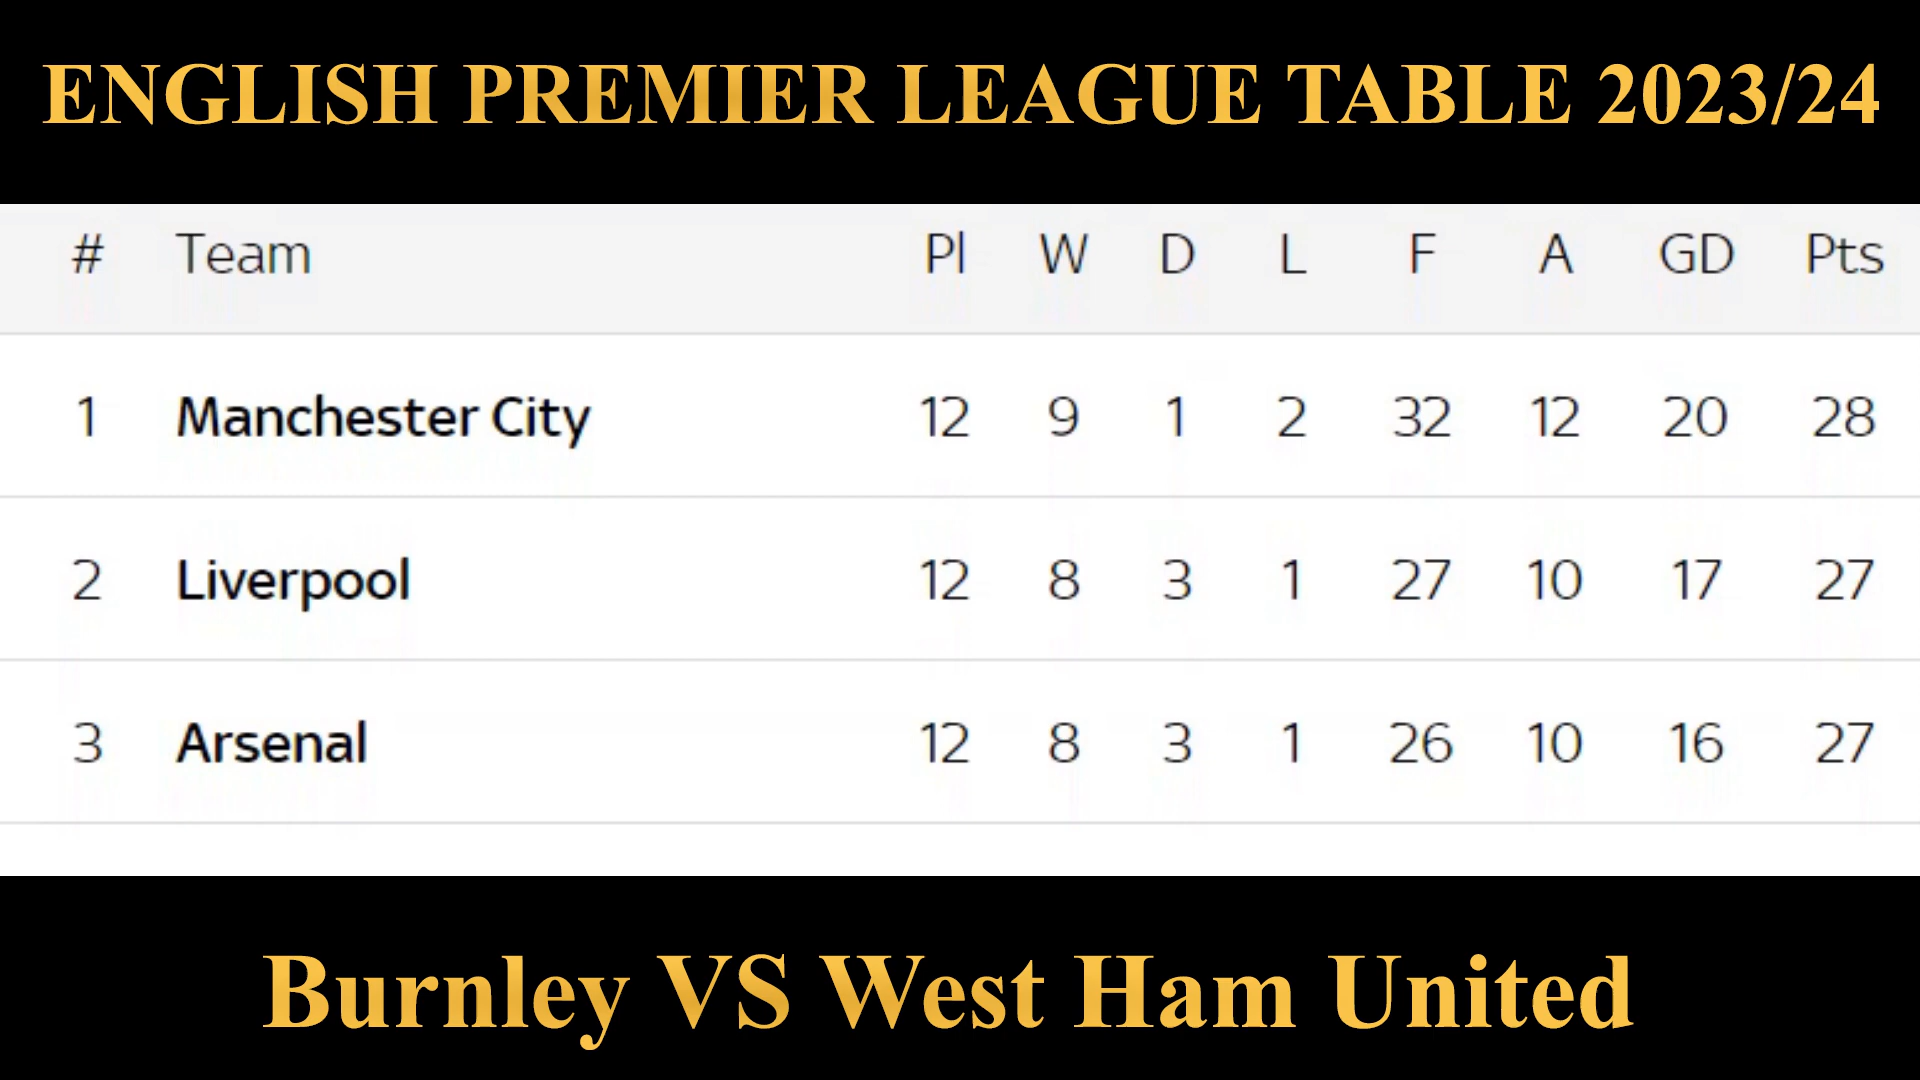 ENGLISH PREMIER LEAGUE TABLE 2023/24
# Team Pl W D L F A GD Pts
1 Manchester City 12 9 1 2 32 12 20 28
2 Liverpool 12 8 3 1 27 10 17 27
3 Arsenal 12 8 3 1 26 10 16 27
Burnley VS West Ham United